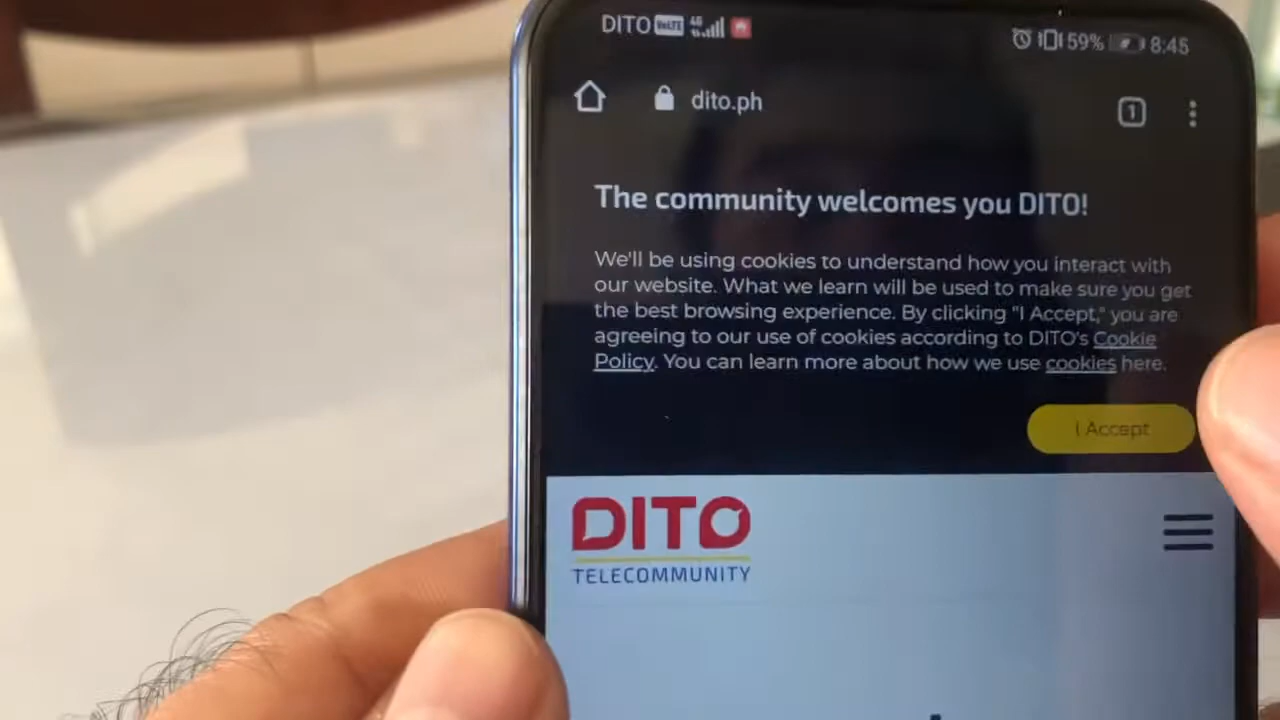 DITO VoLTE 4G 59% 8:45
dito.ph 1
The community welcomes you DITO!
We'll be using cookies to understand how you interact with
our website. What we learn will be used to make sure you get
the best browsing experience. By clicking "I Accept," you are
agreeing to our use of cookies according to DITO's Cookie
Policy. You can learn more about how we use cookies here.
I Accept
DITO
TELECOMMUNITY